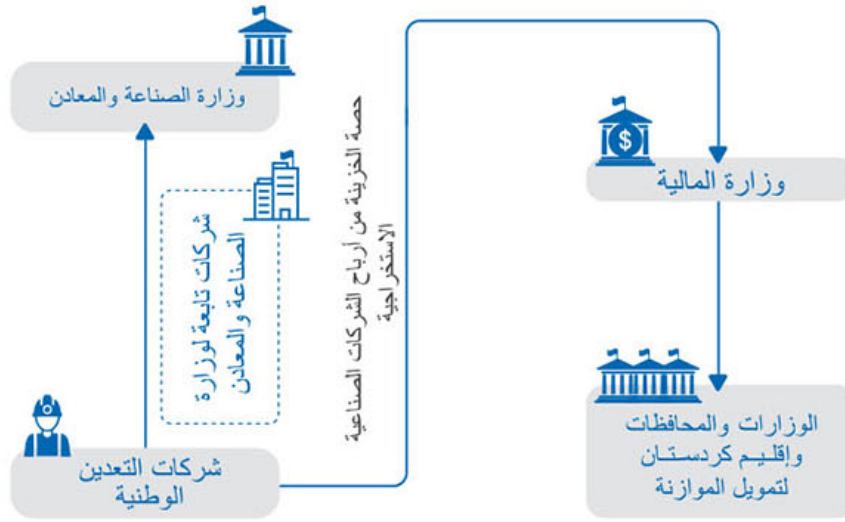 وزارة الصناعة والمعادن
شركات تابعة لوزارة
الصناعة والمعادن
حصة الخزينة من أرباح الشركات الصناعية
الاستخراجية
وزارة المالية
شركات التعدين
الوطنية
الوزارات والمحافظات
وإقليم كردستان
لتمويل الموازنة
$